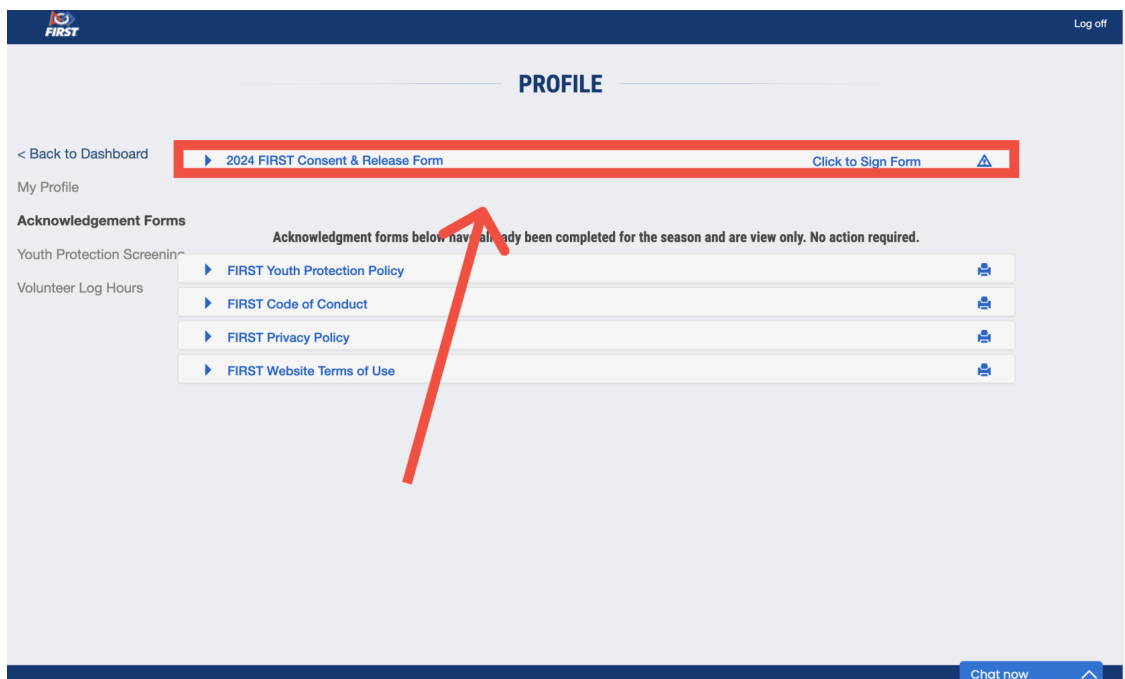 FIRST
Log off
PROFILE
< Back to Dashboard
2024 FIRST Consent & Release Form
Click to Sign Form
My Profile
Acknowledgement Forms
Acknowledgment forms below have already been completed for the season and are view only. No action required.
Youth Protection Screening
FIRST Youth Protection Policy
Volunteer Log Hours
FIRST Code of Conduct
FIRST Privacy Policy
FIRST Website Terms of Use
Chat now